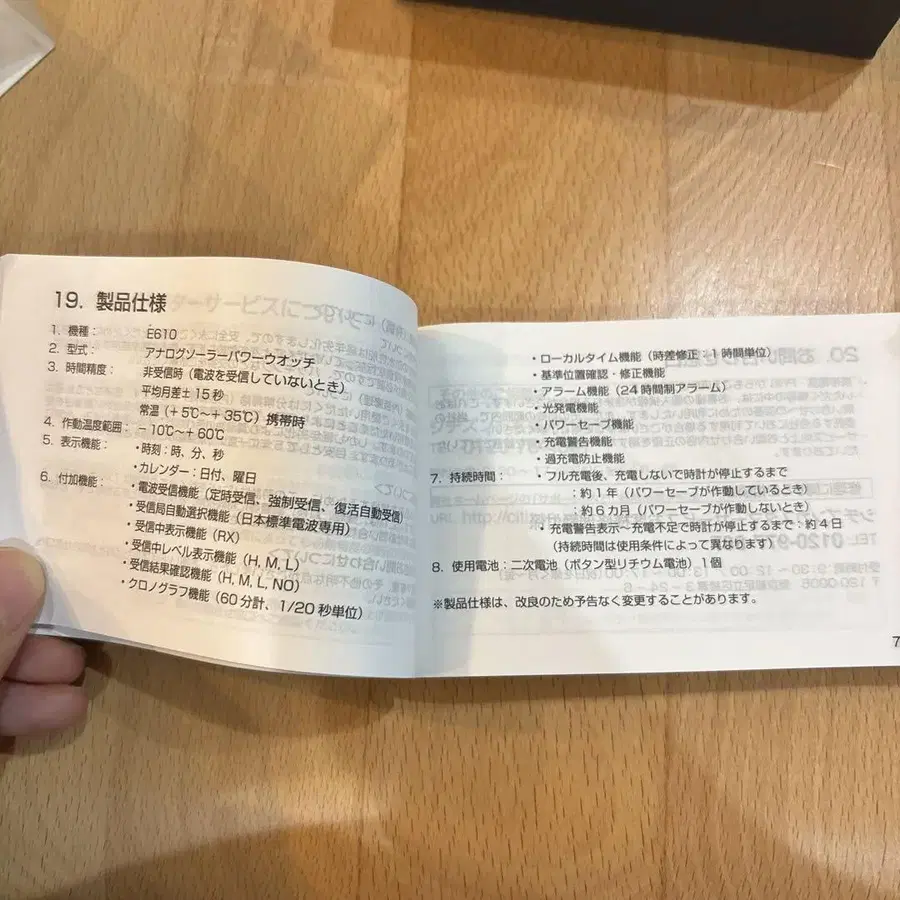 19. 製品仕様
1. 機種： E610
2. 型式： アナログソーラーパワーウオッチ
3. 時間精度： 非受信時（電波を受信していないとき）
平均月差± 15 秒
常温（＋5℃〜＋35℃）携帯時
4. 作動温度範囲： −10℃〜＋60℃
5. 表示機能： ・時刻：時、分、秒
・カレンダー：日付、曜日
6. 付加機能： ・電波受信機能（定時受信、強制受信、復活自動受信）
・受信局自動選択機能（日本標準電波専用）
・受信中表示機能（RX）
・受信中レベル表示機能（H, M, L）
・受信結果確認機能（H, M, L, NO）
・クロノグラフ機能（60分計、1/20 秒単位）
・ローカルタイム機能（時差修正：1時間単位）
・基準位置確認・修正機能
・アラーム機能（24時間制アラーム）
・光発電機能
・パワーセーブ機能
・充電警告機能
・過充電防止機能
7. 持続時間： ・フル充電後、充電しないで時計が停止するまで
：約1年（パワーセーブが作動しているとき）
：約6カ月（パワーセーブが作動しないとき）
・充電警告表示〜充電不足で時計が停止するまで：約4日
（持続時間は使用条件によって異なります）
8. 使用電池：二次電池（ボタン型リチウム電池）1個
※製品仕様は、改良のため予告なく変更することがあります。